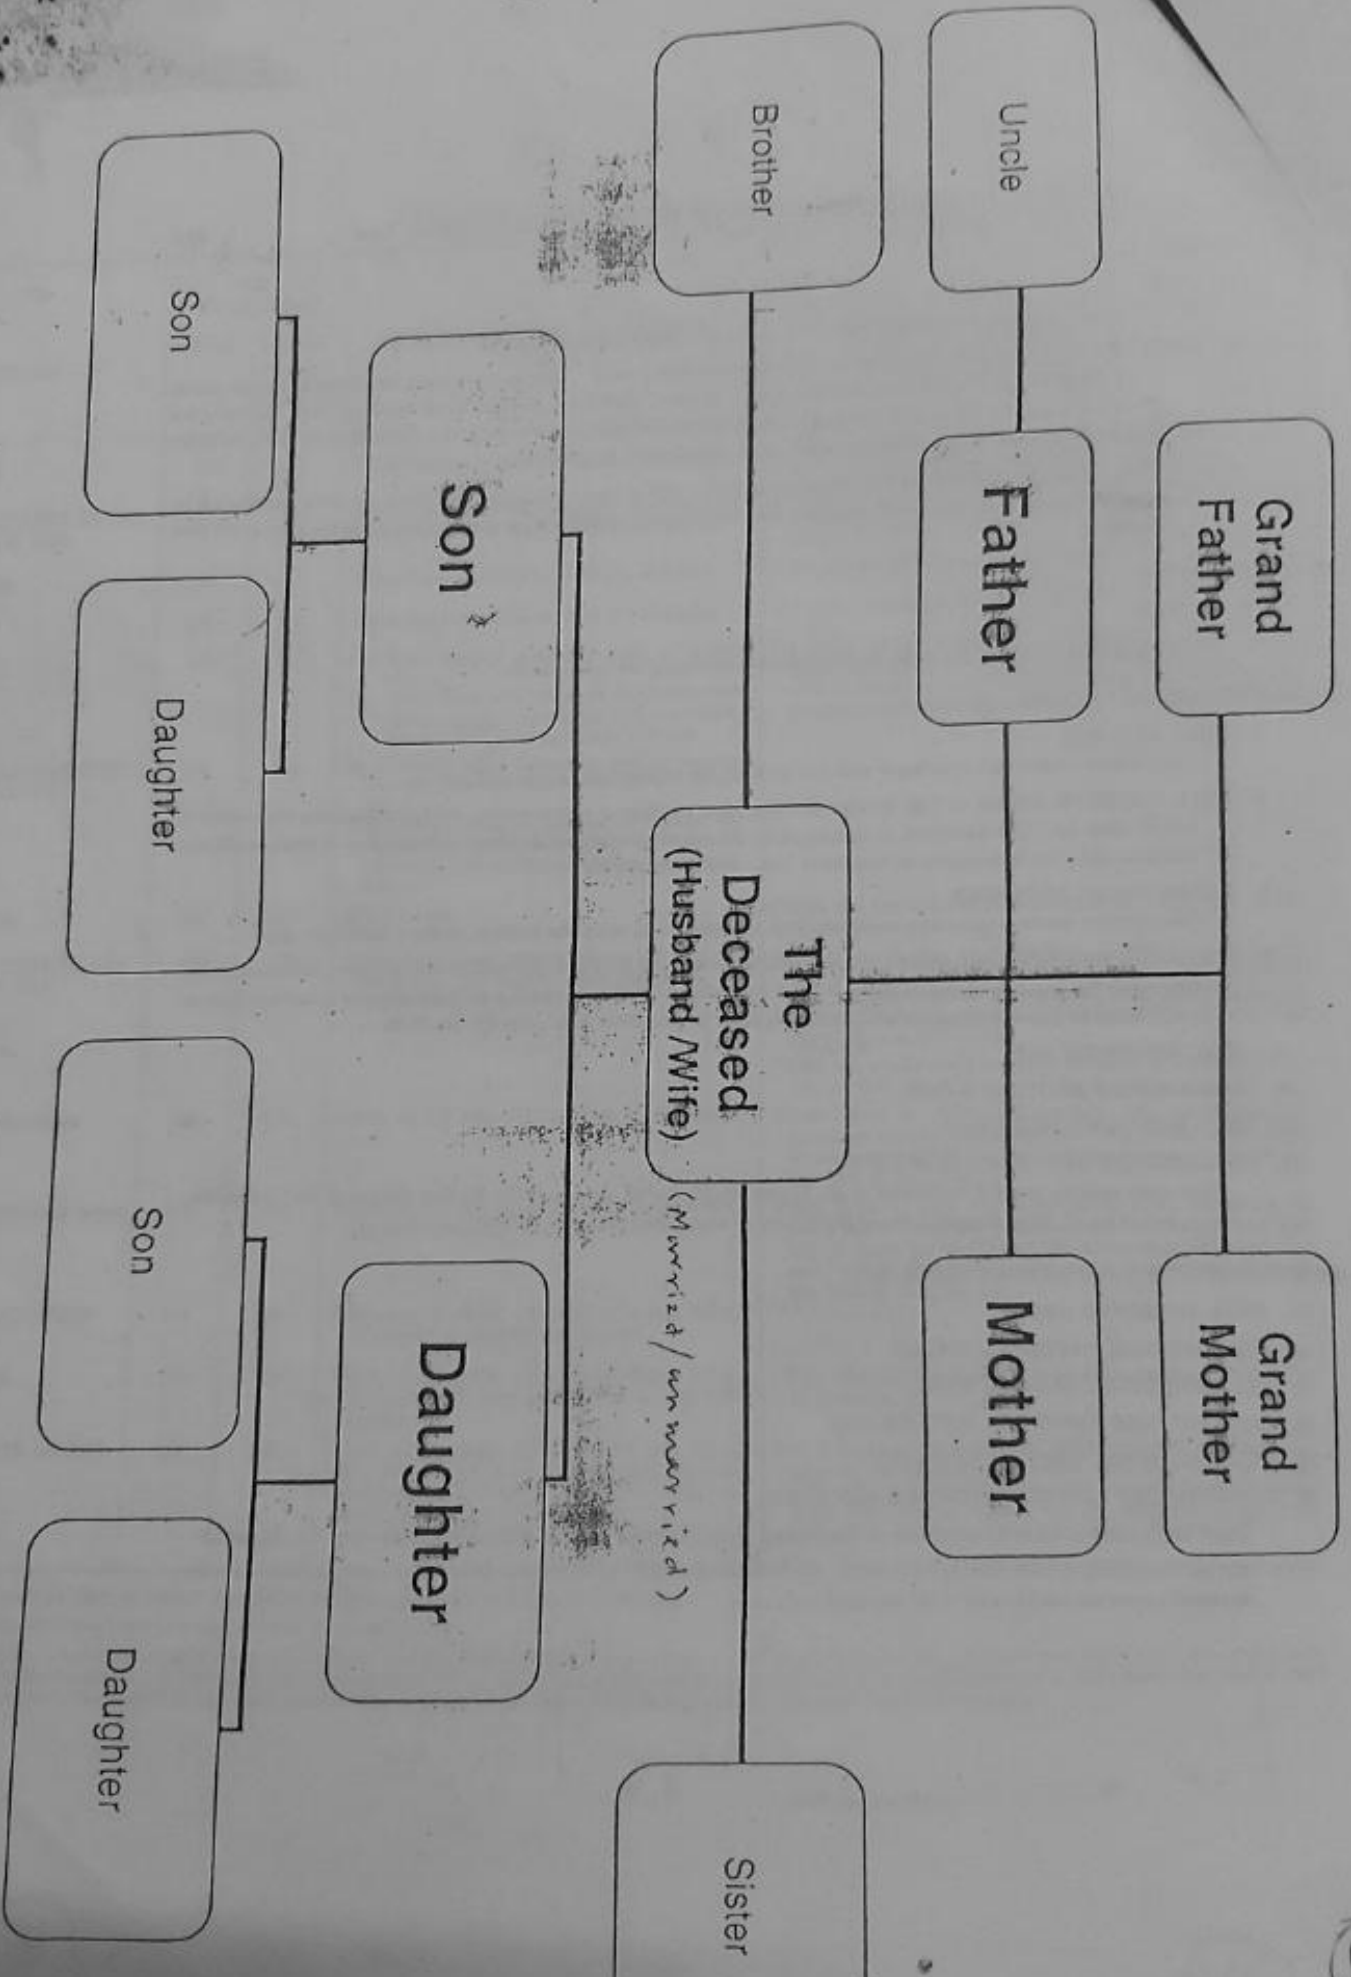 Grand
Father
Grand
Mother
Uncle
Father
Mother
Brother
The
Deceased
(Husband/Wife)
(Married/unmarried)
Sister
Son
Daughter
Son
Daughter
Son
Daughter